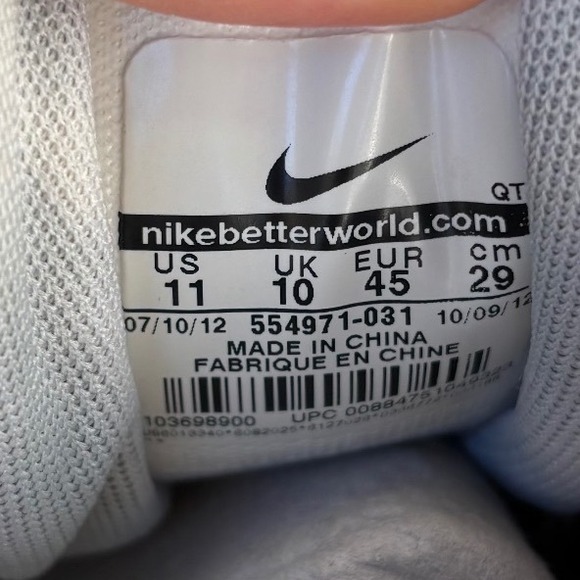 QT
nikebetterworld.com
US UK EUR cm
11 10 45 29
07/10/12 554971-031 10/09/12
MADE IN CHINA
FABRIQUE EN CHINE
103698900 UPC